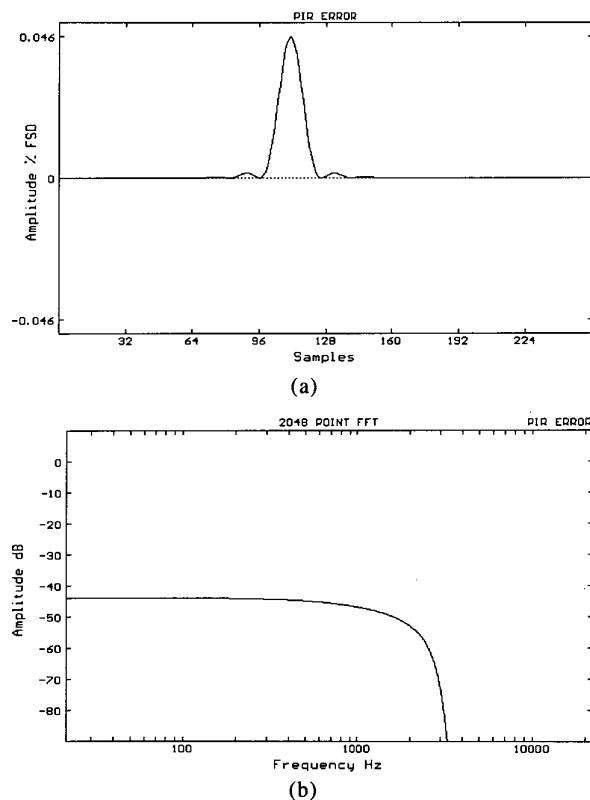 PIR ERROR
0.046
Amplitude % FSD
0
-0.046
32 64 96 128 160 192 224
Samples
(a)
2048 POINT FFT PIR ERROR
0
-10
-20
-30
-40
-50
-60
-70
-80
Amplitude dB
100 1000 10000
Frequency Hz
(b)